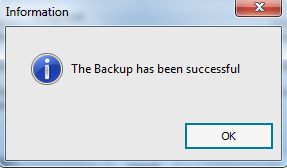 Information
The Backup has been successful
OK